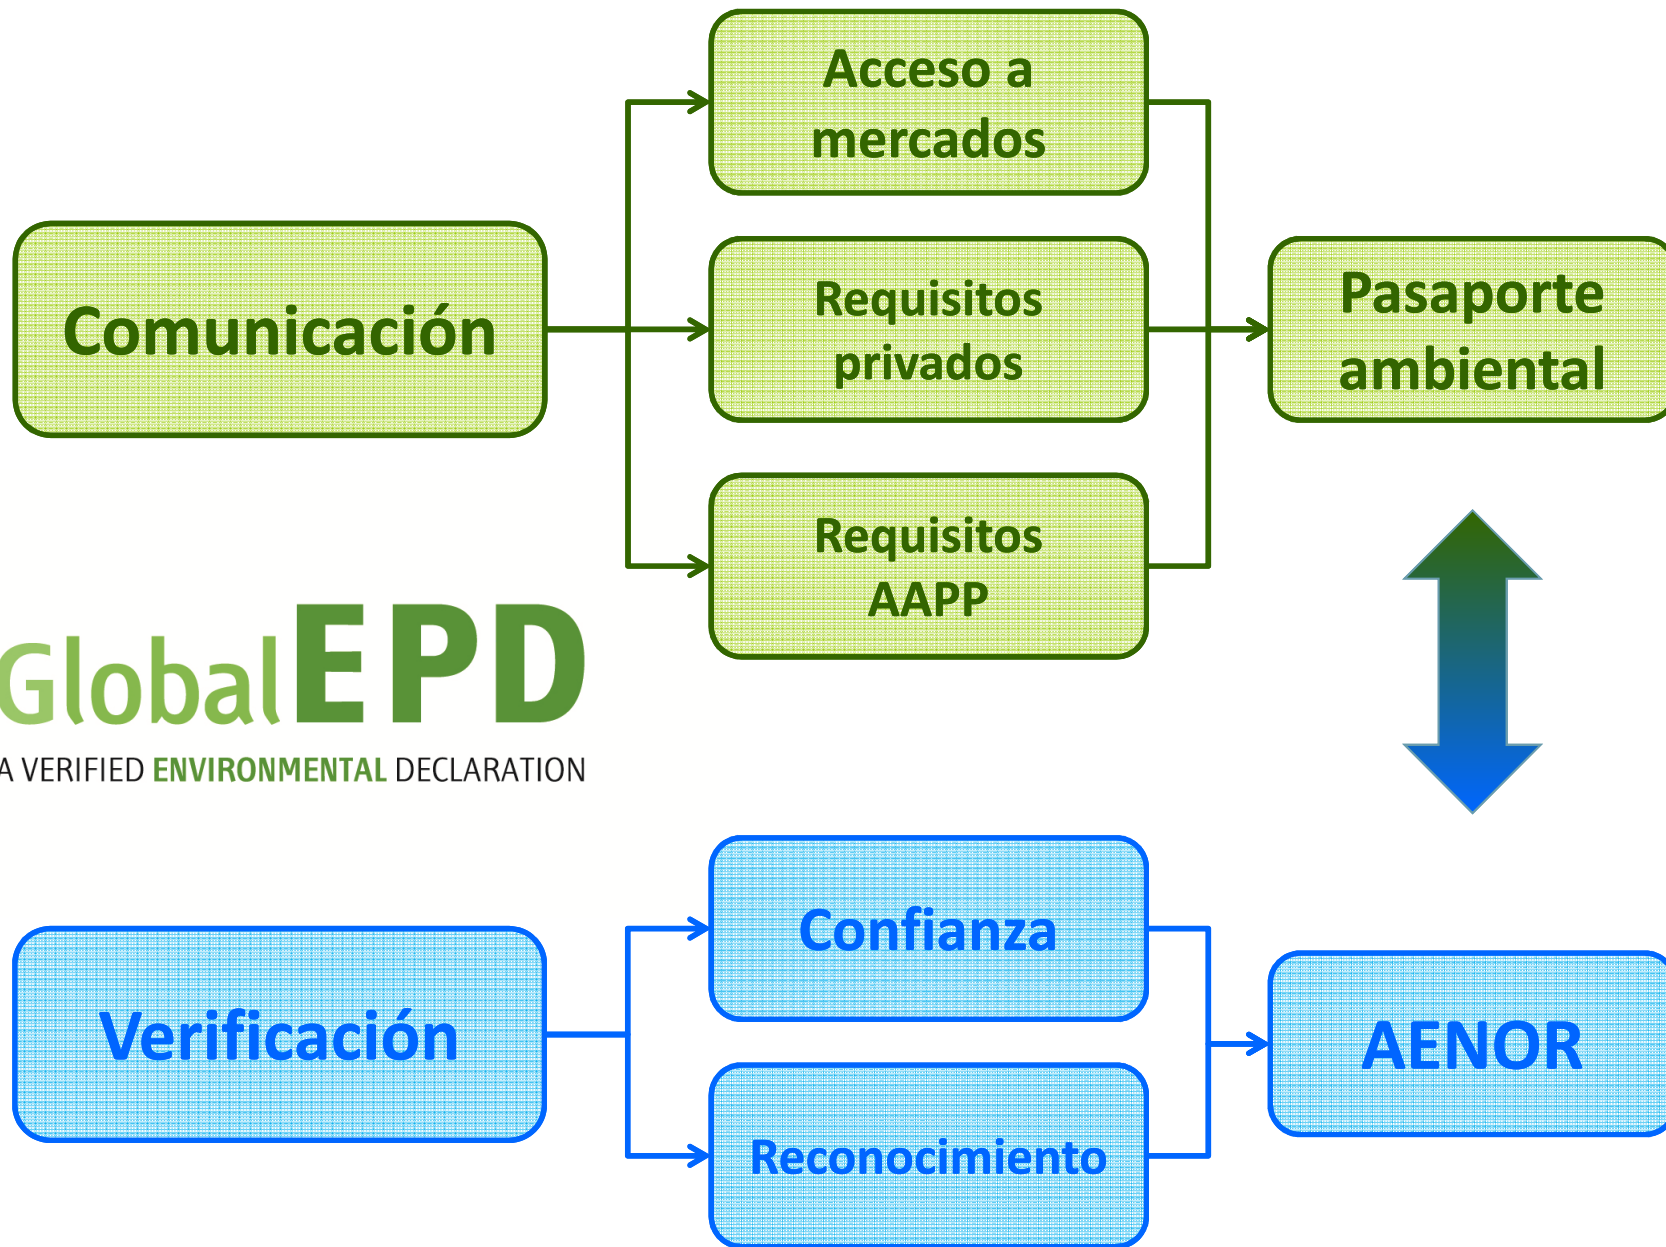 Acceso a
mercados
Comunicación
Requisitos
privados
Pasaporte
ambiental
Requisitos
AAPP
GlobalEPD
A VERIFIED ENVIRONMENTAL DECLARATION
Confianza
Verificación
AENOR
Reconocimiento